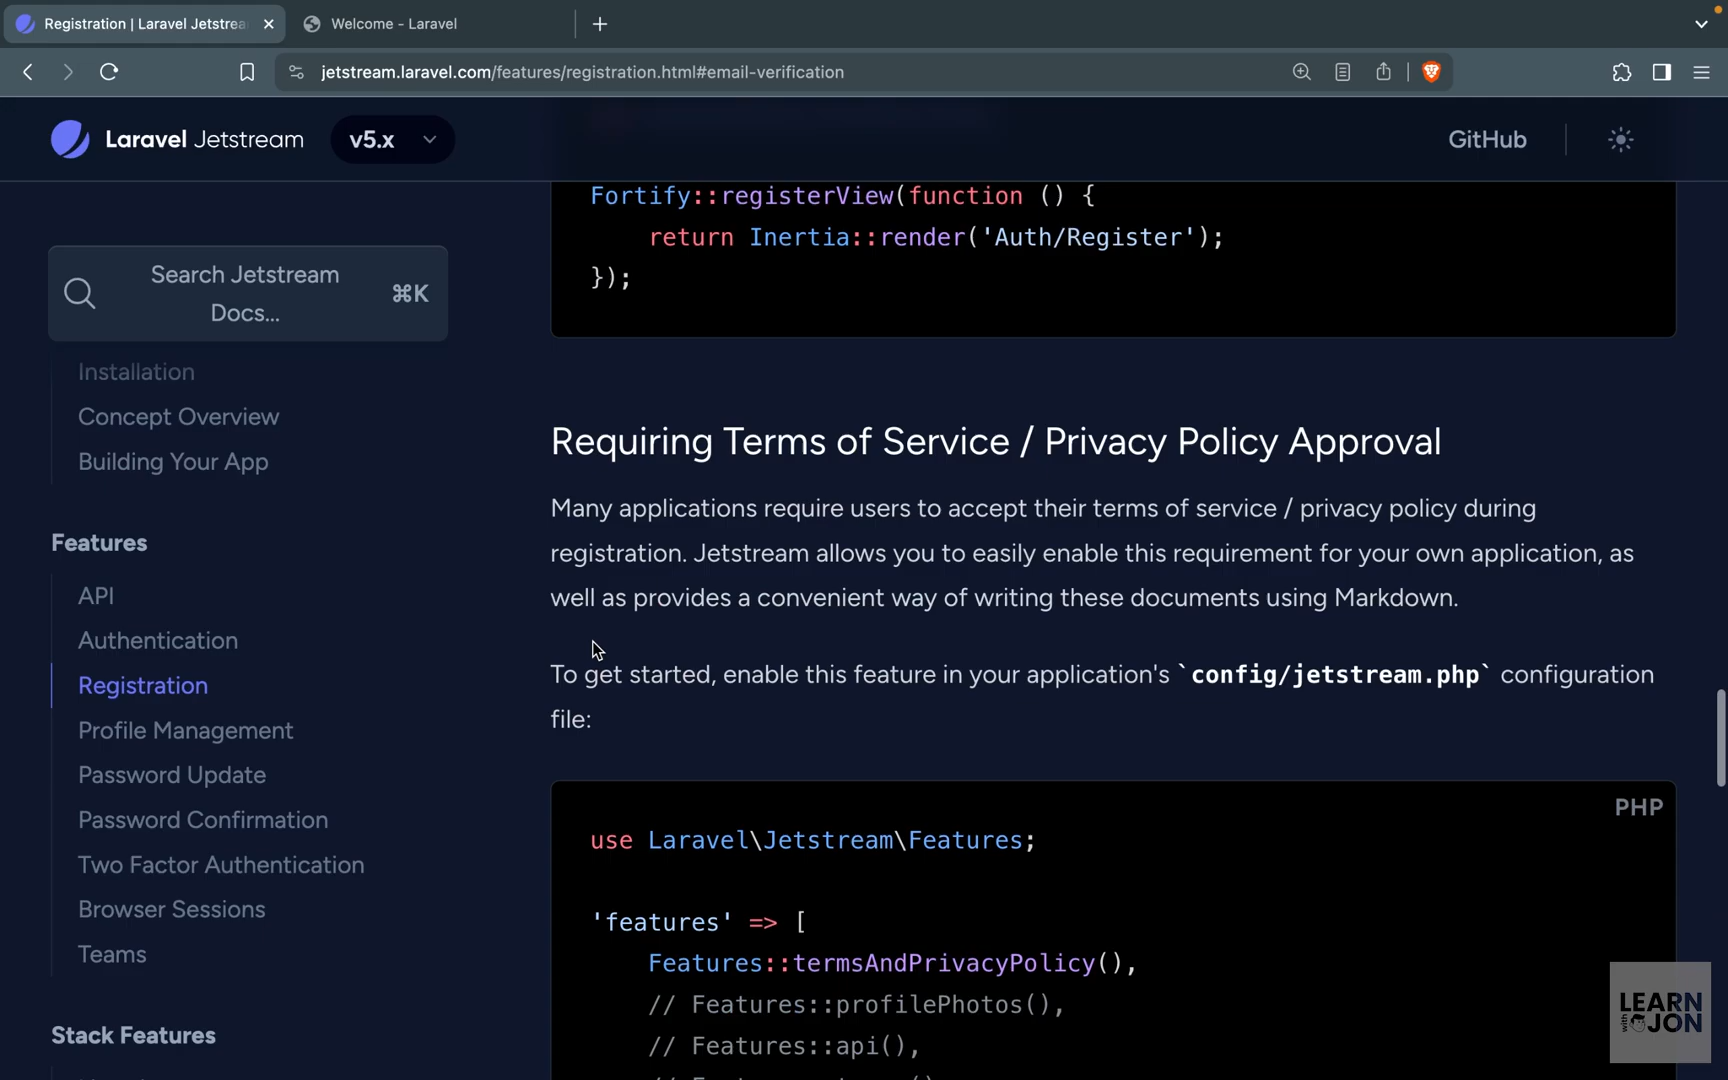 Registration | Laravel Jetstrea
Welcome - Laravel
jetstream.laravel.com/features/registration.html#email-verification
Laravel Jetstream
v5.x
GitHub
Search Jetstream
Docs...
⌘K
Installation
Concept Overview
Building Your App
Features
API
Authentication
Registration
Profile Management
Password Update
Password Confirmation
Two Factor Authentication
Browser Sessions
Teams
Stack Features
Fortify::registerView(function () {
    return Inertia::render('Auth/Register');
});
Requiring Terms of Service / Privacy Policy Approval
Many applications require users to accept their terms of service / privacy policy during
registration. Jetstream allows you to easily enable this requirement for your own application, as
well as provides a convenient way of writing these documents using Markdown.
To get started, enable this feature in your application's `config/jetstream.php` configuration
file:
PHP
use Laravel\Jetstream\Features;
'features' => [
    Features::termsAndPrivacyPolicy(),
    // Features::profilePhotos(),
    // Features::api(),
LEARN
with JON